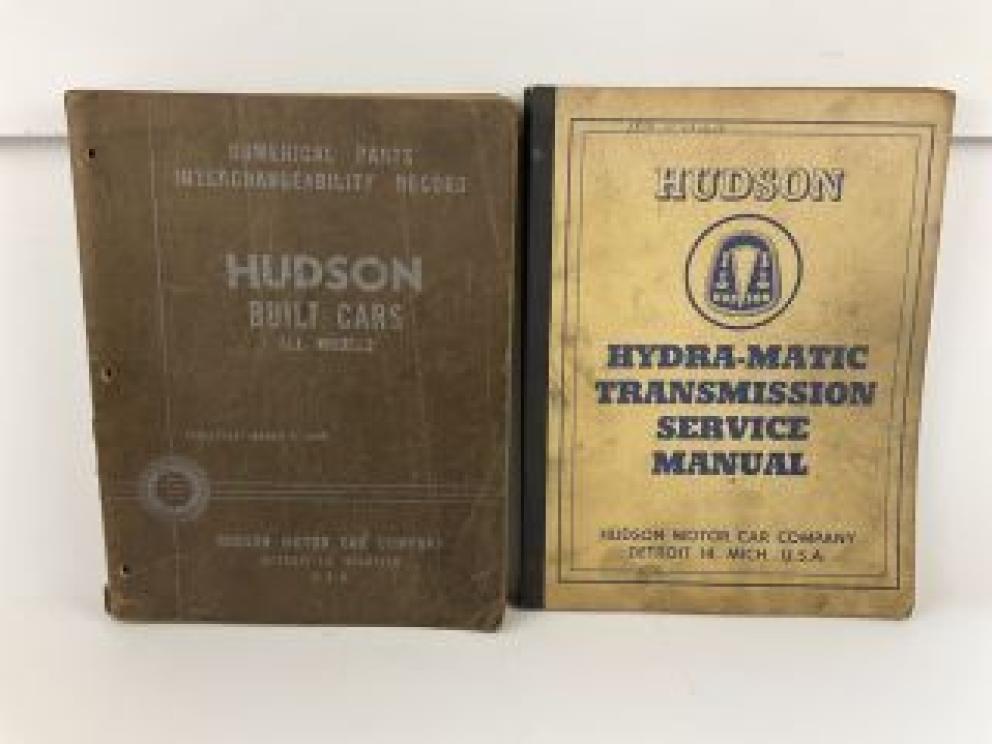 NUMERICAL PARTS
INTERCHANGEABILITY RECORD
HUDSON
BUILT CARS
ALL MODELS
HUDSON MOTOR CAR COMPANY
U.S.A.
HUDSON
HUDSON
HYDRA-MATIC
TRANSMISSION
SERVICE
MANUAL
HUDSON MOTOR CAR COMPANY
DETROIT 14, MICH. U.S.A.